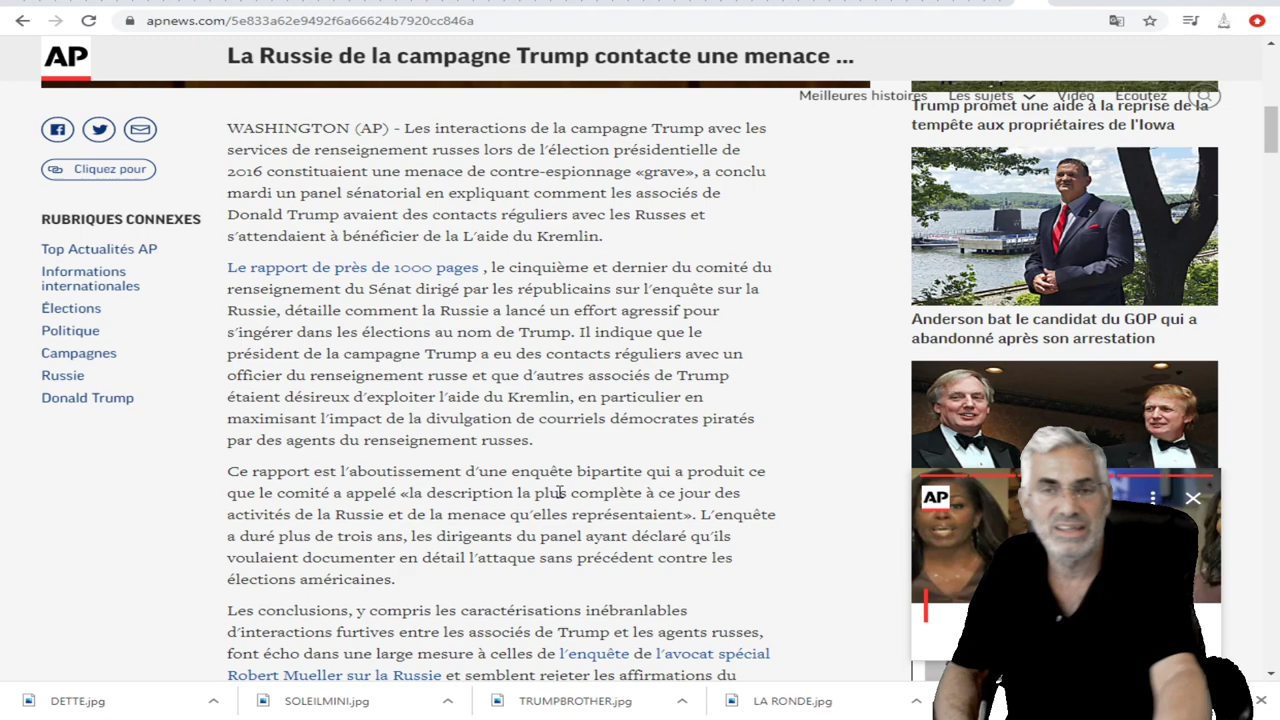 apnews.com/5e833a62e9492f6a66624b7920cc846a
AP
La Russie de la campagne Trump contacte une menace ...
Meilleures histoires
Les sujets
Vidéo
Écoutez
Cliquez pour
RUBRIQUES CONNEXES
Top Actualités AP
Informations
internationales
Élections
Politique
Campagnes
Russie
Donald Trump
WASHINGTON (AP) - Les interactions de la campagne Trump avec les
services de renseignement russes lors de l'élection présidentielle de
2016 constituaient une menace de contre-espionnage «grave», a conclu
mardi un panel sénatorial en expliquant comment les associés de
Donald Trump avaient des contacts réguliers avec les Russes et
s'attendaient à bénéficier de la L'aide du Kremlin.
Le rapport de près de 1000 pages , le cinquième et dernier du comité du
renseignement du Sénat dirigé par les républicains sur l'enquête sur la
Russie, détaille comment la Russie a lancé un effort agressif pour
s'ingérer dans les élections au nom de Trump. Il indique que le
président de la campagne Trump a eu des contacts réguliers avec un
officier du renseignement russe et que d'autres associés de Trump
étaient désireux d'exploiter l'aide du Kremlin, en particulier en
maximisant l'impact de la divulgation de courriels démocrates piratés
par des agents du renseignement russes.
Ce rapport est l'aboutissement d'une enquête bipartite qui a produit ce
que le comité a appelé «la description la plus complète à ce jour des
activités de la Russie et de la menace qu'elles représentaient». L'enquête
a duré plus de trois ans, les dirigeants du panel ayant déclaré qu'ils
voulaient documenter en détail l'attaque sans précédent contre les
élections américaines.
Les conclusions, y compris les caractérisations inébranlables
d'interactions furtives entre les associés de Trump et les agents russes,
font écho dans une large mesure à celles de l'enquête de l'avocat spécial
Robert Mueller sur la Russie et semblent rejeter les affirmations du
Trump promet une aide à la reprise de la
tempête aux propriétaires de l'Iowa
Anderson bat le candidat du GOP qui a
abandonné après son arrestation
AP
DETTE.jpg
SOLEILMINI.jpg
TRUMPBROTHER.jpg
LA RONDE.jpg